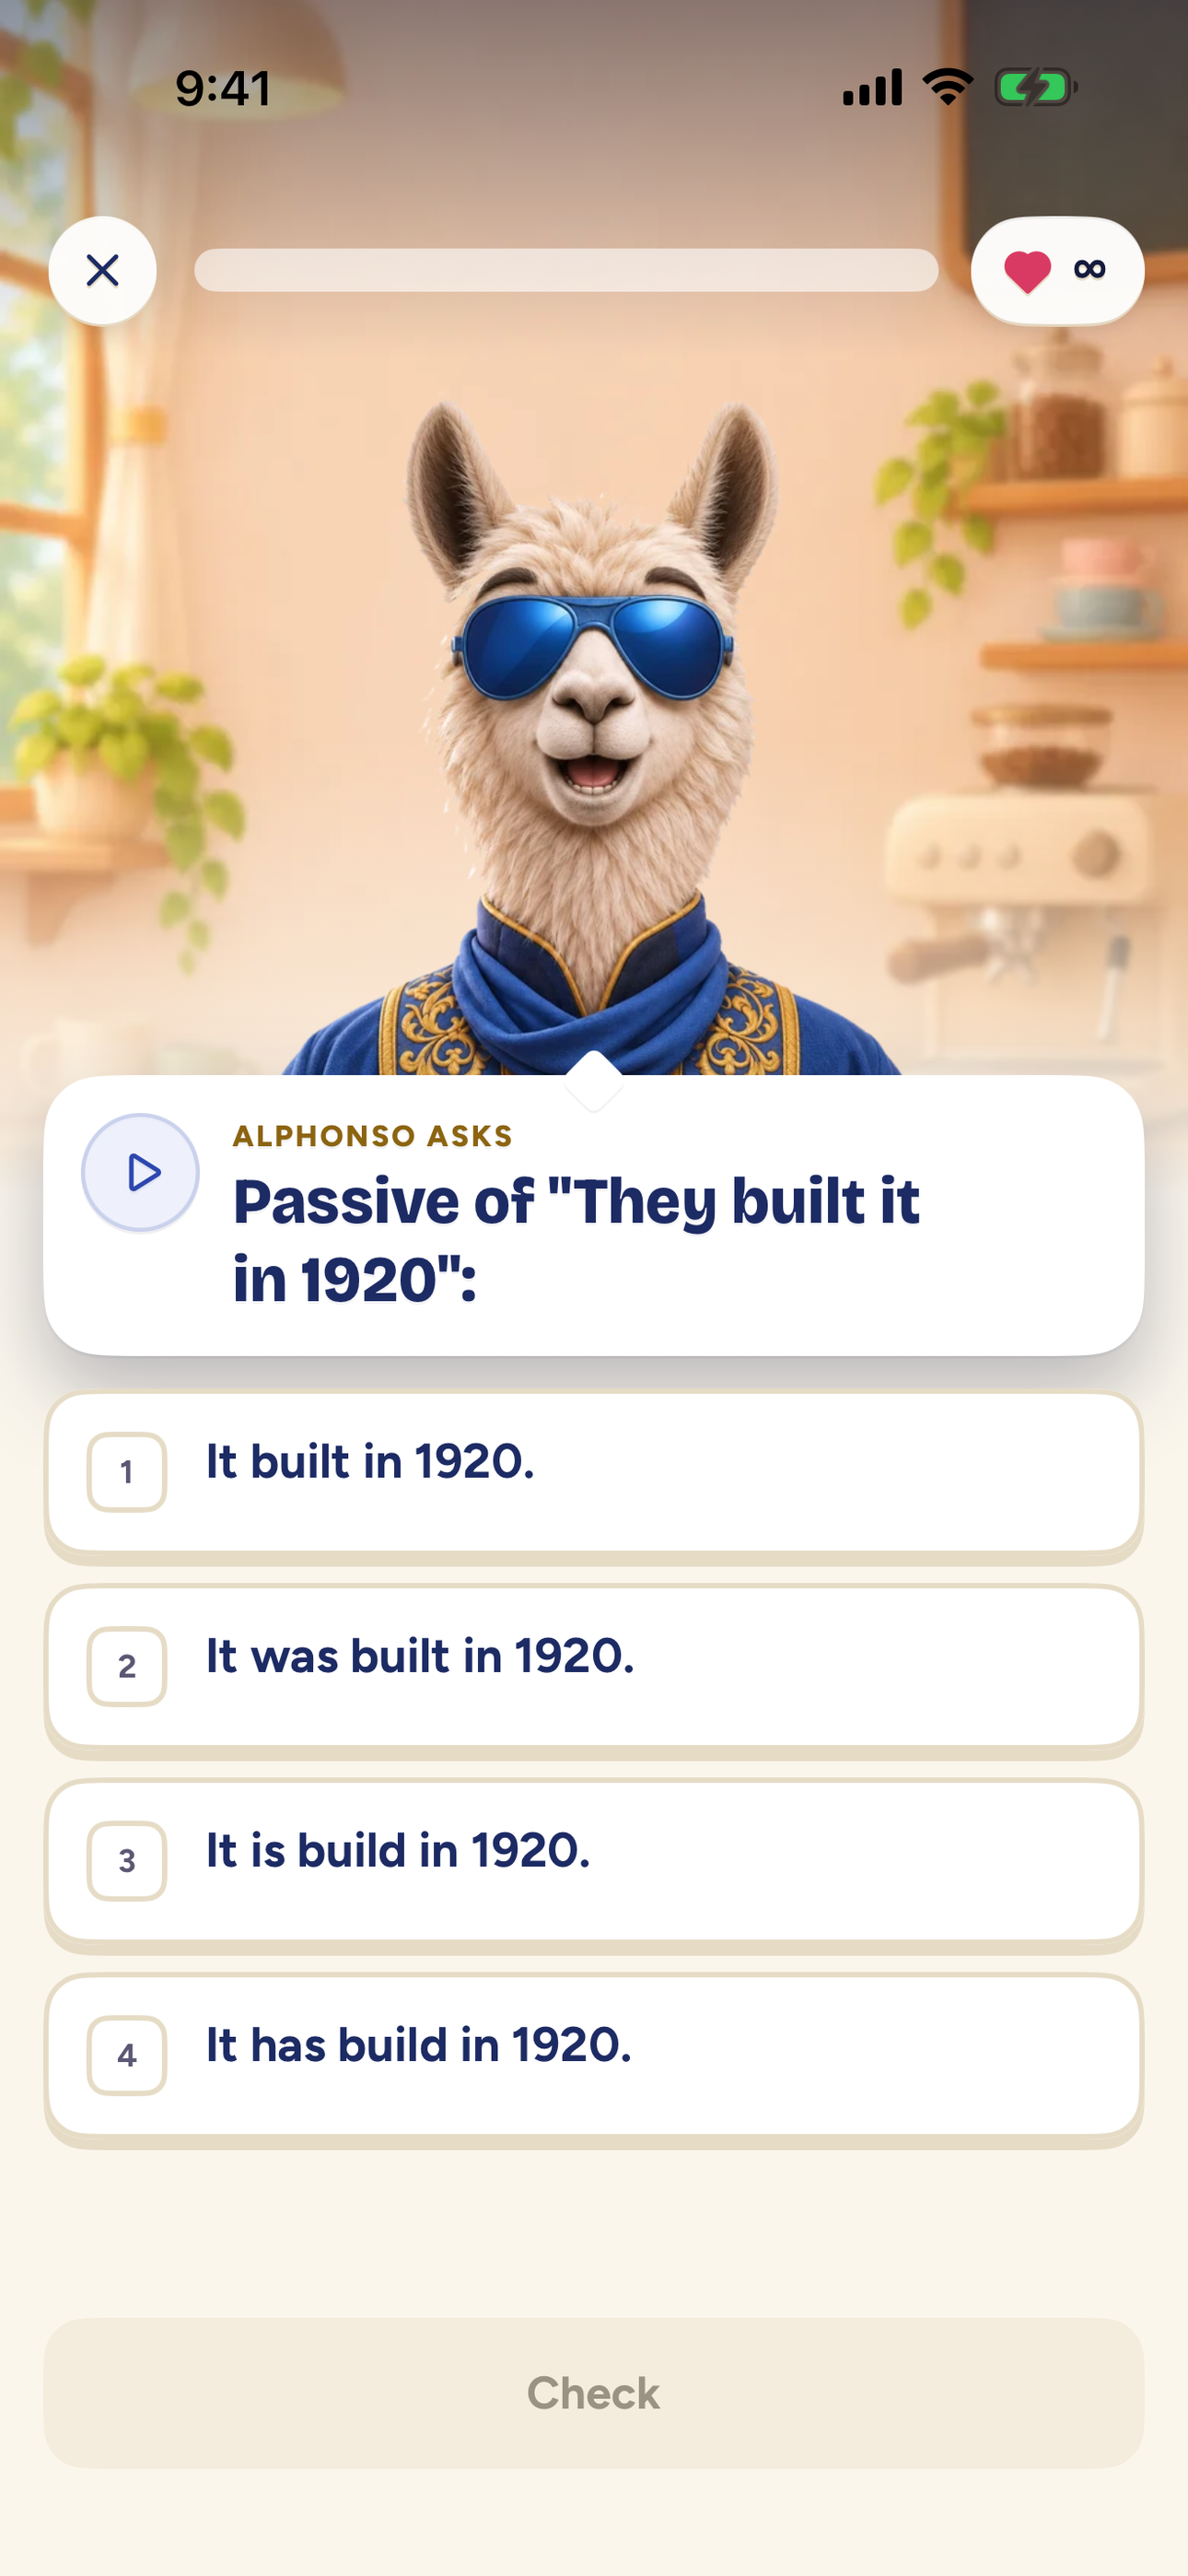 9:41
∞
ALPHONSO ASKS
Passive of "They built it
in 1920":
1 It built in 1920.
2 It was built in 1920.
3 It is build in 1920.
4 It has build in 1920.
Check